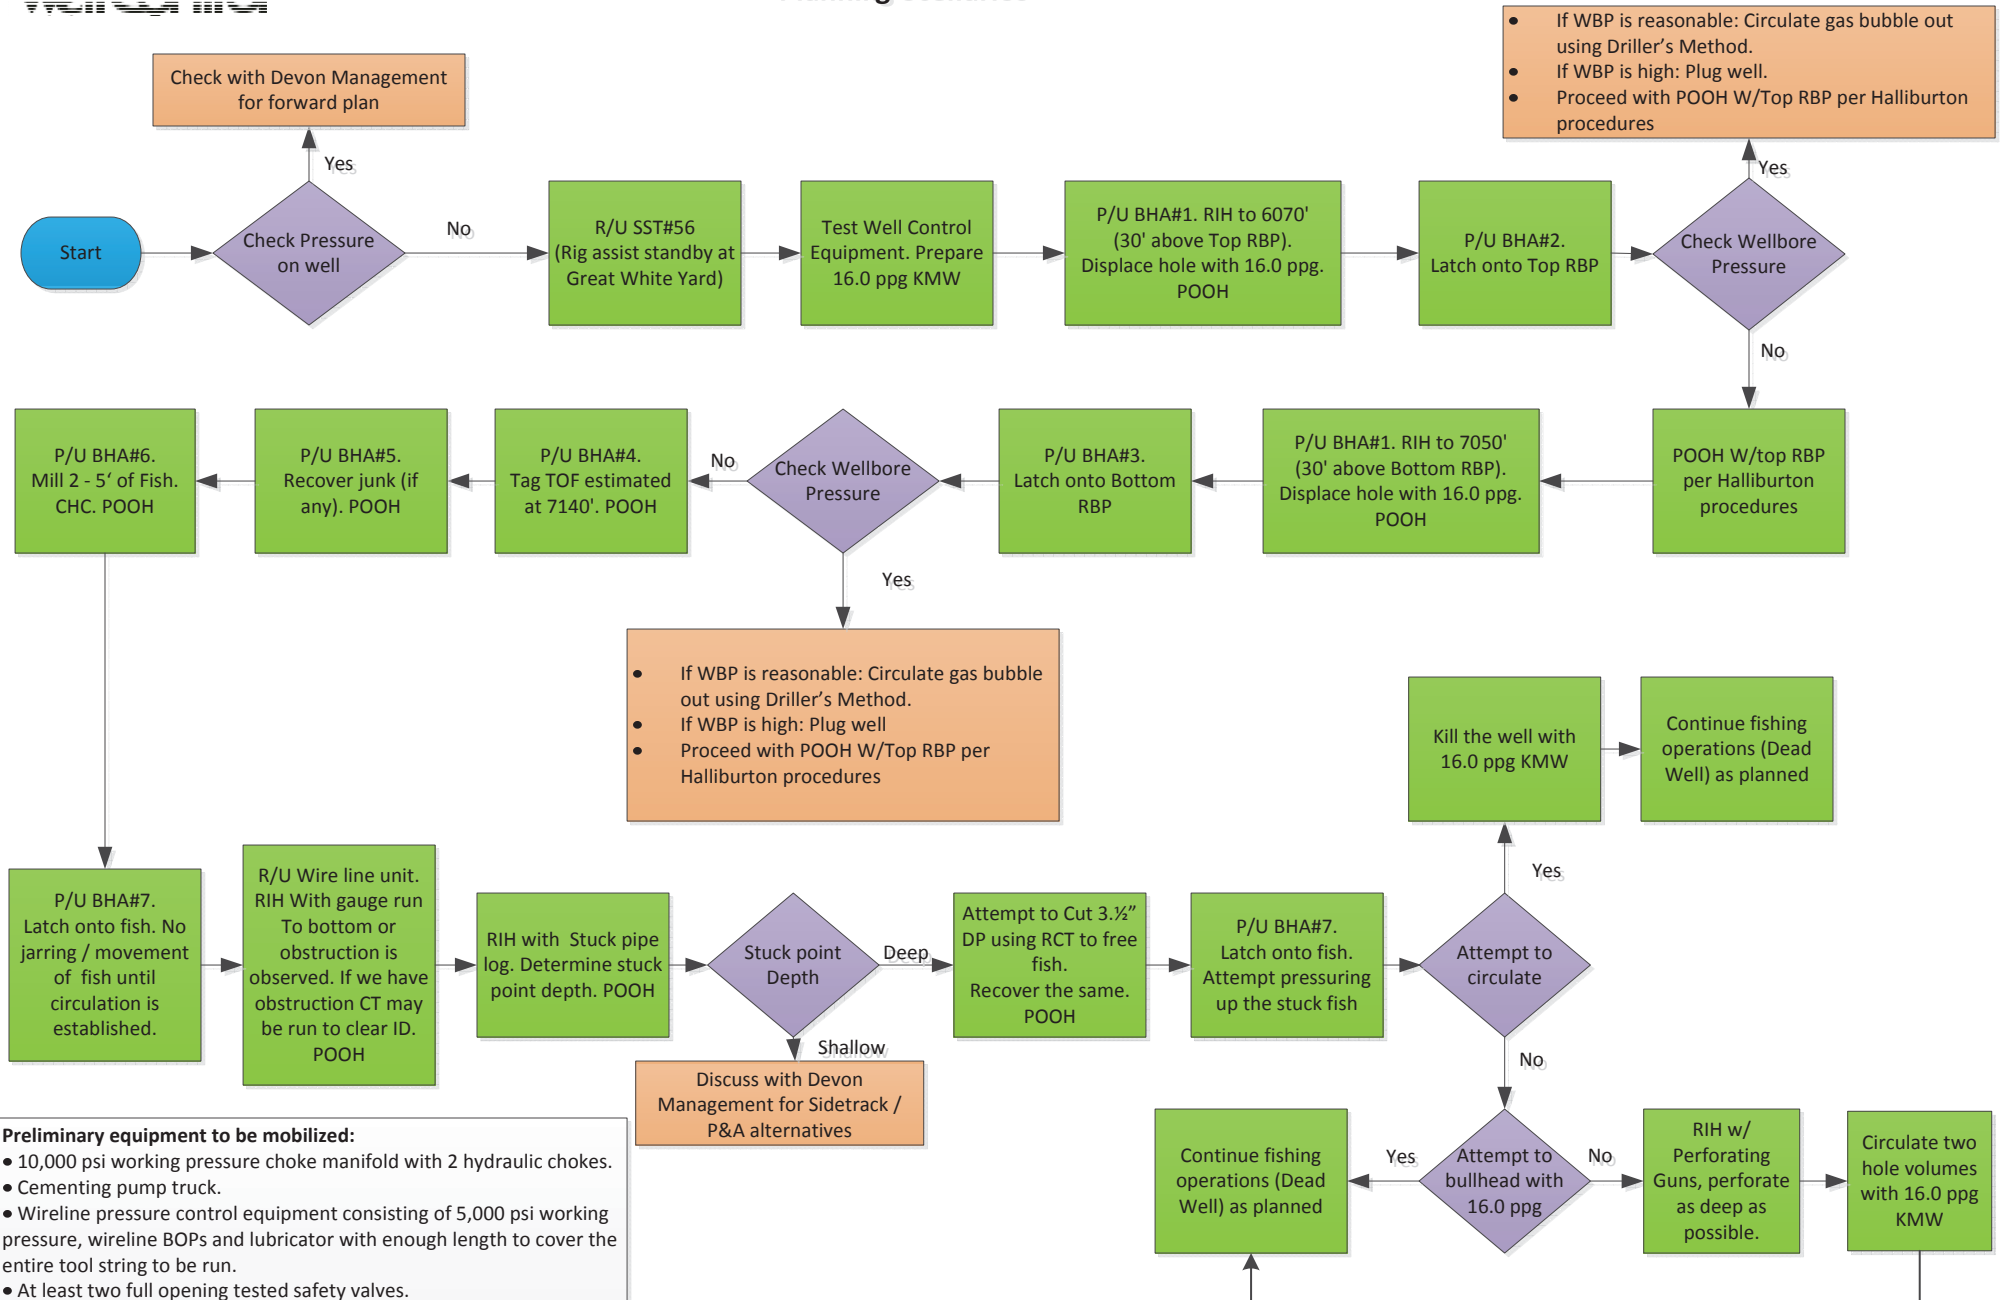 Check with Devon Management
for forward plan
Yes
Start
Check Pressure
on well
No
R/U SST#56
(Rig assist standby at
Great White Yard)
Test Well Control
Equipment. Prepare
16.0 ppg KMW
P/U BHA#1. RIH to 6070'
(30' above Top RBP).
Displace hole with 16.0 ppg.
POOH
P/U BHA#2.
Latch onto Top RBP
Check Wellbore
Pressure
Yes
• If WBP is reasonable: Circulate gas bubble out
using Driller’s Method.
• If WBP is high: Plug well.
• Proceed with POOH W/Top RBP per Halliburton
procedures
No
POOH W/top RBP
per Halliburton
procedures
P/U BHA#1. RIH to 7050'
(30' above Bottom RBP).
Displace hole with 16.0 ppg.
POOH
P/U BHA#3.
Latch onto Bottom
RBP
Check Wellbore
Pressure
No
P/U BHA#4.
Tag TOF estimated
at 7140'. POOH
P/U BHA#5.
Recover junk (if
any). POOH
P/U BHA#6.
Mill 2 - 5‘ of Fish.
CHC. POOH
Yes
• If WBP is reasonable: Circulate gas bubble
out using Driller’s Method.
• If WBP is high: Plug well
• Proceed with POOH W/Top RBP per
Halliburton procedures
P/U BHA#7.
Latch onto fish. No
jarring / movement
of fish until
circulation is
established.
R/U Wire line unit.
RIH With gauge run
To bottom or
obstruction is
observed. If we have
obstruction CT may
be run to clear ID.
POOH
RIH with Stuck pipe
log. Determine stuck
point depth. POOH
Stuck point
Depth
Deep
Shallow
Discuss with Devon
Management for Sidetrack /
P&A alternatives
Attempt to Cut 3.½”
DP using RCT to free
fish.
Recover the same.
POOH
P/U BHA#7.
Latch onto fish.
Attempt pressuring
up the stuck fish
Attempt to
circulate
Yes
Kill the well with
16.0 ppg KMW
Continue fishing
operations (Dead
Well) as planned
No
Attempt to
bullhead with
16.0 ppg
Yes
Continue fishing
operations (Dead
Well) as planned
No
RIH w/
Perforating
Guns, perforate
as deep as
possible.
Circulate two
hole volumes
with 16.0 ppg
KMW
Preliminary equipment to be mobilized:
• 10,000 psi working pressure choke manifold with 2 hydraulic chokes.
• Cementing pump truck.
• Wireline pressure control equipment consisting of 5,000 psi working
pressure, wireline BOPs and lubricator with enough length to cover the
entire tool string to be run.
• At least two full opening tested safety valves.